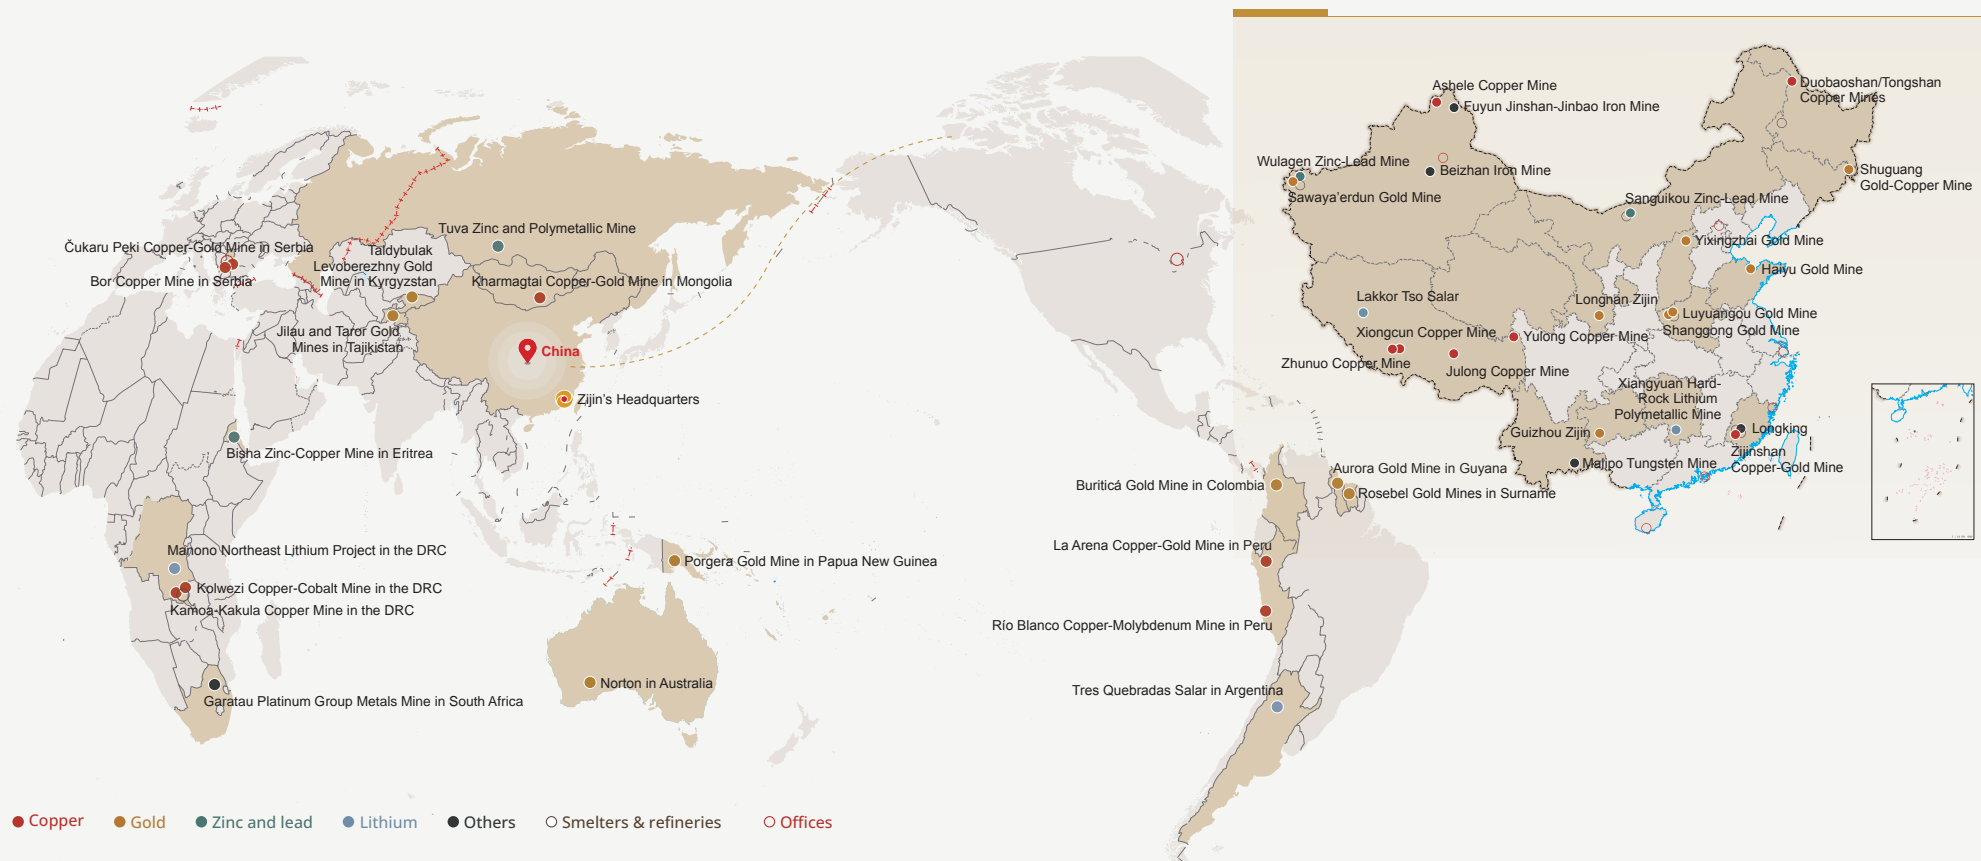 Čukaru Peki Copper-Gold Mine in Serbia
Bor Copper Mine in Serbia
Tuva Zinc and Polymetallic Mine
Taldybulak
Levoberezhny Gold
Mine in Kyrgyzstan
Kharmagtai Copper-Gold Mine in Mongolia
Jilau and Taror Gold
Mines in Tajikistan
China
Zijin's Headquarters
Bisha Zinc-Copper Mine in Eritrea
Manono Northeast Lithium Project in the DRC
Kolwezi Copper-Cobalt Mine in the DRC
Kamoa-Kakula Copper Mine in the DRC
Garatau Platinum Group Metals Mine in South Africa
Porgera Gold Mine in Papua New Guinea
Norton in Australia
Buriticá Gold Mine in Colombia
Aurora Gold Mine in Guyana
Rosebel Gold Mines in Surname
La Arena Copper-Gold Mine in Peru
Río Blanco Copper-Molybdenum Mine in Peru
Tres Quebradas Salar in Argentina
Ashele Copper Mine
Fuyun Jinshan-Jinbao Iron Mine
Duobaoshan/Tongshan
Copper Mines
Wulagen Zinc-Lead Mine
Beizhan Iron Mine
Sawaya'erdun Gold Mine
Shuguang
Gold-Copper Mine
Sanguikou Zinc-Lead Mine
Yixingzhai Gold Mine
Haiyu Gold Mine
Lakkor Tso Salar
Longnan Zijin
Luyuangou Gold Mine
Shanggong Gold Mine
Xiongcun Copper Mine
Yulong Copper Mine
Zhunuo Copper Mine
Julong Copper Mine
Xiangyuan Hard-
Rock Lithium
Polymetallic Mine
Guizhou Zijin
Longking
Zijinshan
Copper-Gold Mine
Malipo Tungsten Mine
Copper
Gold
Zinc and lead
Lithium
Others
Smelters & refineries
Offices